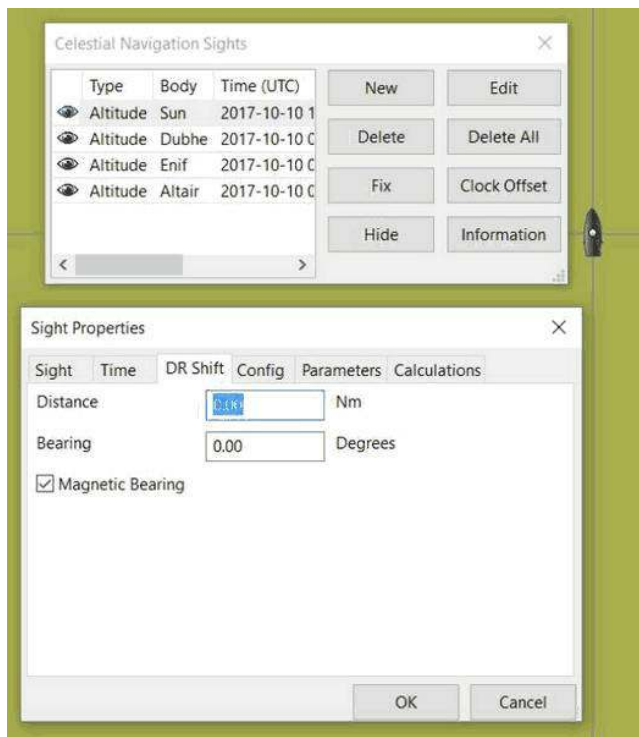 Celestial Navigation Sights
Type Body Time (UTC)
Altitude Sun 2017-10-10 1
Altitude Dubhe 2017-10-10 0
Altitude Enif 2017-10-10 0
Altitude Altair 2017-10-10 0
New Edit
Delete Delete All
Fix Clock Offset
Hide Information
Sight Properties
Sight Time DR Shift Config Parameters Calculations
Distance 0.00 Nm
Bearing 0.00 Degrees
Magnetic Bearing
OK Cancel